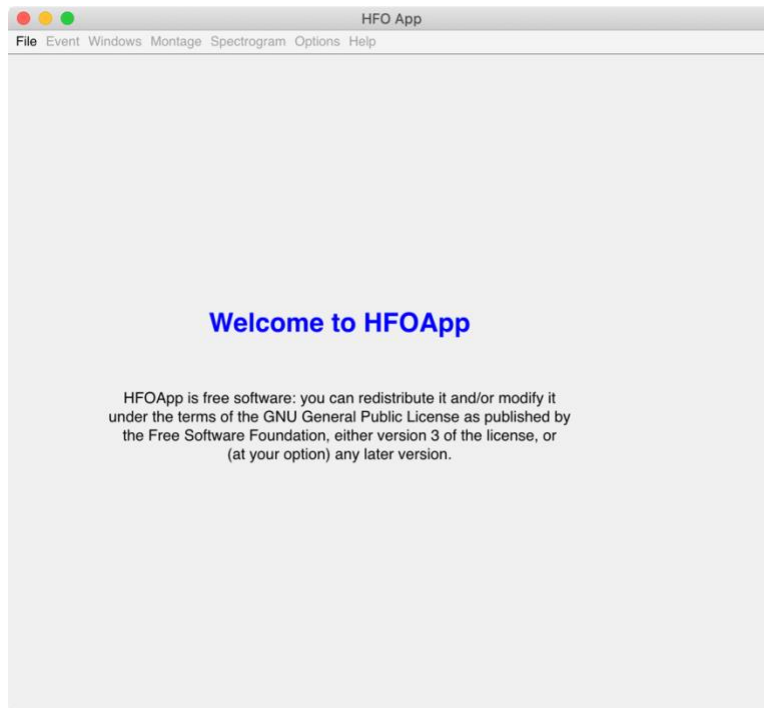 HFO App
File Event Windows Montage Spectrogram Options Help
Welcome to HFOApp
HFOApp is free software: you can redistribute it and/or modify it
under the terms of the GNU General Public License as published by
the Free Software Foundation, either version 3 of the license, or
(at your option) any later version.